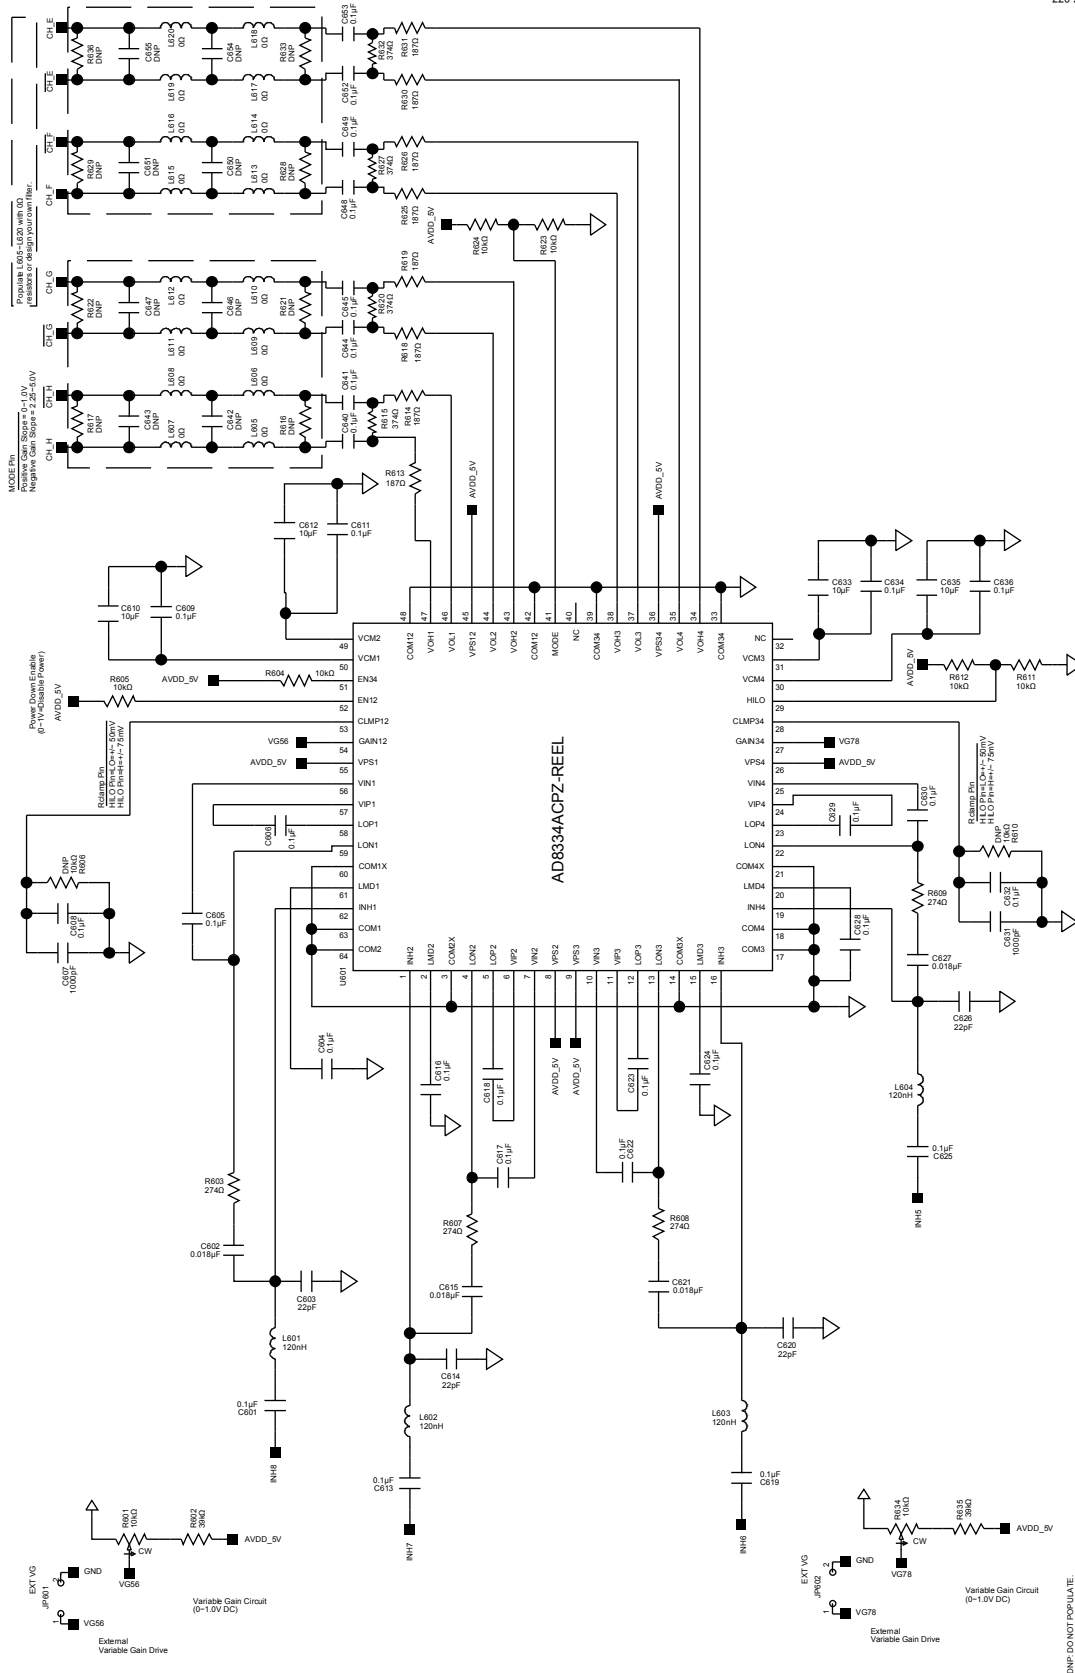 CH_E
R636
DNP
C655
DNP
L620
0Ω
C654
DNP
L618
0Ω
R633
DNP
C653
0.1µF
R632
374Ω
R631
187Ω
CH_E
L619
0Ω
L617
0Ω
C652
0.1µF
R630
187Ω
CH_F
R629
DNP
C651
DNP
L616
0Ω
C650
DNP
L614
0Ω
R628
DNP
C649
0.1µF
R627
374Ω
R626
187Ω
CH_F
L615
0Ω
L613
0Ω
C648
0.1µF
R625
187Ω
AVDD_5V
R624
10kΩ
R623
10kΩ
Populate L605–L620 with 0Ω
resistors or design your own filter.
CH_G
R622
DNP
C647
DNP
L612
0Ω
C646
DNP
L610
0Ω
R621
DNP
C645
0.1µF
R620
374Ω
R619
187Ω
CH_G
L611
0Ω
L609
0Ω
C644
0.1µF
R618
187Ω
CH_H
R617
DNP
C643
DNP
L608
0Ω
C642
DNP
L606
0Ω
R616
DNP
C641
0.1µF
R615
374Ω
R614
187Ω
CH_H
L607
0Ω
L605
0Ω
C640
0.1µF
R613
187Ω
MODE Pin
Positive Gain Slope = 0–1.0V
Negative Gain Slope = 2.25–5.0V
AVDD_5V
AVDD_5V
C612
10µF
C611
0.1µF
C610
10µF
C609
0.1µF
C633
10µF
C634
0.1µF
C635
10µF
C636
0.1µF
48 47 46 45 44 43 42 41 40 39 38 37 36 35 34 33
COM12 VOH1 VOL1 VPS12 VOL2 VOH2 COM12 MODE NC COM34 VOH3 VOL3 VPS34 VOL4 VOH4 COM34
Power Down Enable
(0–1V=Disable Power)
AVDD_5V
R605
10kΩ
AVDD_5V
R604
10kΩ
49 VCM2
50 VCM1
51 EN34
52 EN12
53 CLMP12
VG56
54 GAIN12
AVDD_5V
55 VPS1
56 VIN1
57 VIP1
58 LOP1
59 LON1
60 COM1X
61 LMD1
62 INH1
63 COM1
64 COM2
U601
AD8334ACPZ-REEL
NC 32
VCM3 31
VCM4 30
HILO 29
CLMP34 28
GAIN34 27
VG78
VPS4 26
AVDD_5V
VIN4 25
VIP4 24
LOP4 23
LON4 22
COM4X 21
LMD4 20
INH4 19
COM4 18
COM3 17
AVDD_5V
R612
10kΩ
R611
10kΩ
Rclamp Pin
HILO Pin=LO=+/– 50mV
HILO Pin=H=+/– 75mV
Rclamp Pin
HILO Pin=LO=+/– 50mV
HILO Pin=H=+/– 75mV
DNP
10kΩ
R606
C608
0.1µF
C607
1000pF
C605
0.1µF
C606
0.1µF
C629
0.1µF
C630
0.1µF
DNP
10kΩ
R610
C632
0.1µF
C631
1000pF
R609
274Ω
C628
0.1µF
C627
0.018µF
C626
22pF
INH2 LMD2 COM2X LON2 LOP2 VIP2 VIN2 VPS2 VPS3 VIN3 VIP3 LOP3 LON3 COM3X LMD3 INH3
1 2 3 4 5 6 7 8 9 10 11 12 13 14 15 16
C604
0.1µF
C616
0.1µF
C618
0.1µF
AVDD_5V
AVDD_5V
C623
0.1µF
C624
0.1µF
L604
120nH
0.1µF
C625
INH5
C617
0.1µF
0.1µF
C622
R603
274Ω
R607
274Ω
R608
274Ω
C602
0.018µF
C603
22pF
C615
0.018µF
C621
0.018µF
L601
120nH
C614
22pF
C620
22pF
0.1µF
C601
INH8
L602
120nH
L603
120nH
0.1µF
C613
INH7
0.1µF
C619
INH6
R601
10kΩ
R602
39kΩ
AVDD_5V
CW
VG56
EXT VG
JP601
2
GND
1
VG56
Variable Gain Circuit
(0–1.0V DC)
External
Variable Gain Drive
R634
10kΩ
R635
39kΩ
AVDD_5V
CW
VG78
EXT VG
JP602
2
GND
1
VG78
Variable Gain Circuit
(0–1.0V DC)
External
Variable Gain Drive
DNP: DO NOT POPULATE.